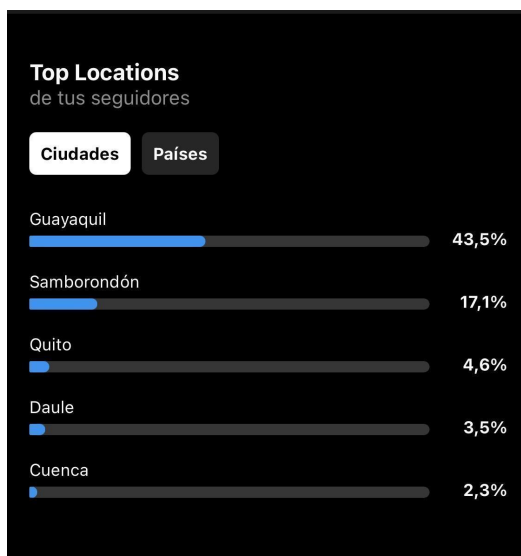 Top Locations
de tus seguidores
Ciudades Países
Guayaquil
43,5%
Samborondón
17,1%
Quito
4,6%
Daule
3,5%
Cuenca
2,3%